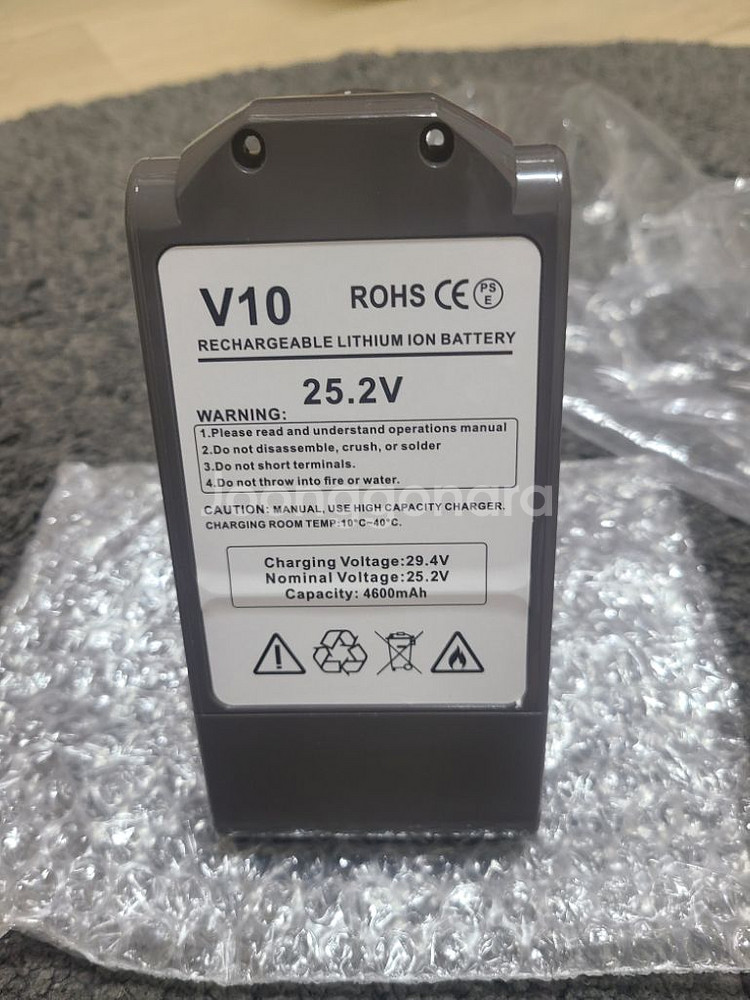 V10 ROHS CE PS E
RECHARGEABLE LITHIUM ION BATTERY
25.2V
WARNING:
1.Please read and understand operations manual
2.Do not disassemble, crush, or solder
3.Do not short terminals.
4.Do not throw into fire or water.
Joonggonara
CAUTION: MANUAL, USE HIGH CAPACITY CHARGER.
CHARGING ROOM TEMP:10°C~40°C.
Charging Voltage:29.4V
Nominal Voltage:25.2V
Capacity: 4600mAh